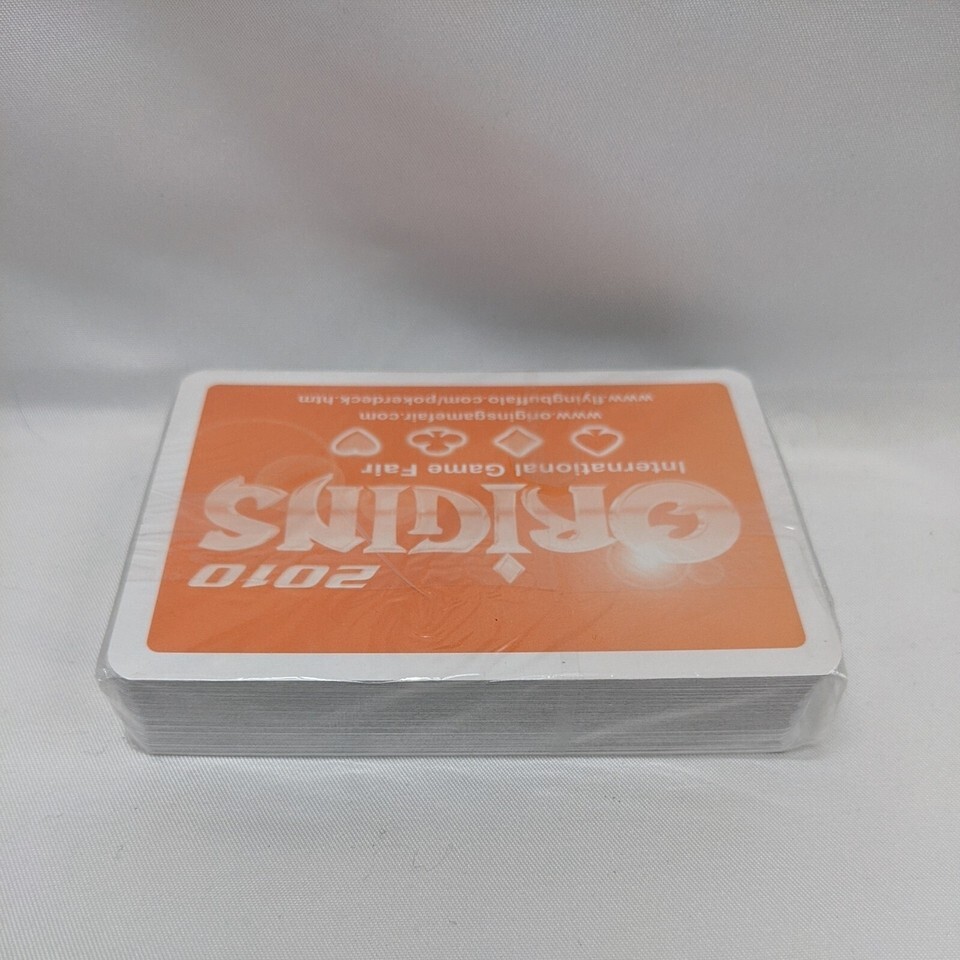 2010
ORIGINS
International Game Fair
www.originsgamefair.com
www.flyingbuffalo.com/pokerdeck.htm